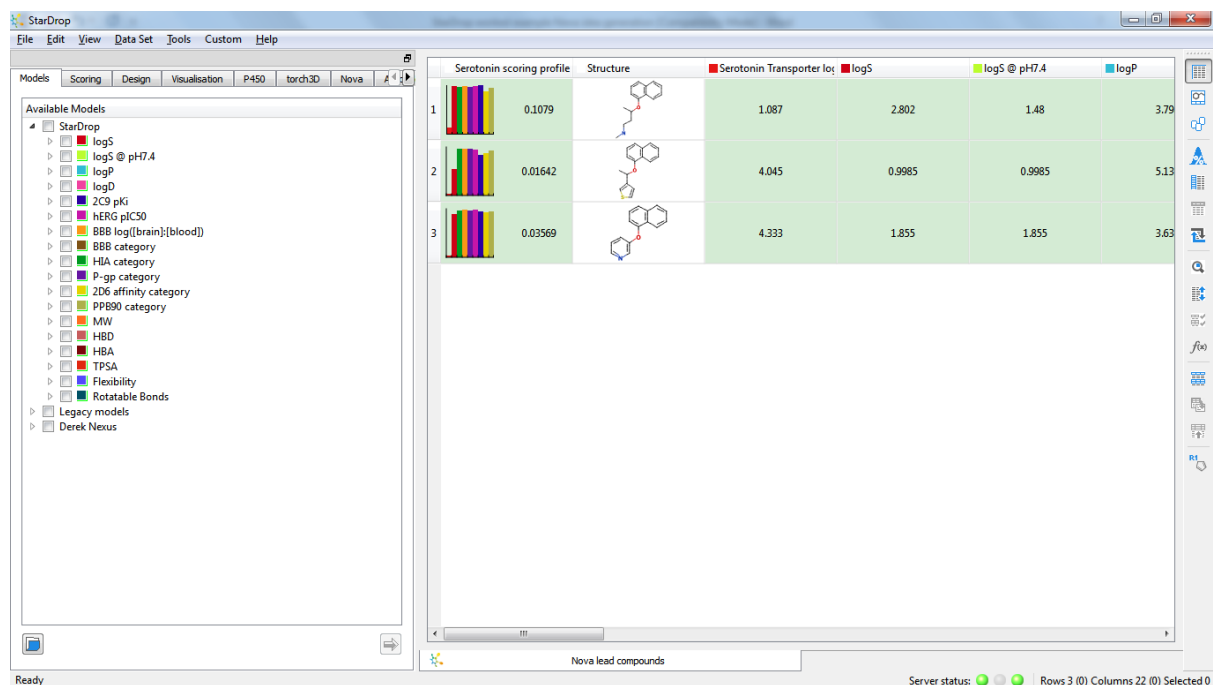 StarDrop
File Edit View Data Set Tools Custom Help
Models Scoring Design Visualisation P450 torch3D Nova
Available Models
StarDrop
logS
logS @ pH7.4
logP
logD
2C9 pKi
hERG pIC50
BBB log([brain]:[blood])
BBB category
HIA category
P-gp category
2D6 affinity category
PPB90 category
MW
HBD
HBA
TPSA
Flexibility
Rotatable Bonds
Legacy models
Derek Nexus
Serotonin scoring profile Structure Serotonin Transporter log logS logS @ pH7.4 logP
1 0.1079 1.087 2.802 1.48 3.79
2 0.01642 4.045 0.9985 0.9985 5.13
3 0.03569 4.333 1.855 1.855 3.63
f(x)
R1
Nova lead compounds
Ready Server status: Rows 3 (0) Columns 22 (0) Selected 0